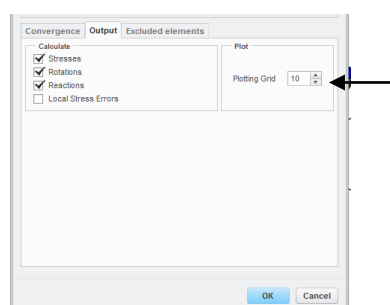 Convergence Output Excluded elements
Calculate
Stresses
Rotations
Reactions
Local Stress Errors
Plot
Plotting Grid 10
OK Cancel